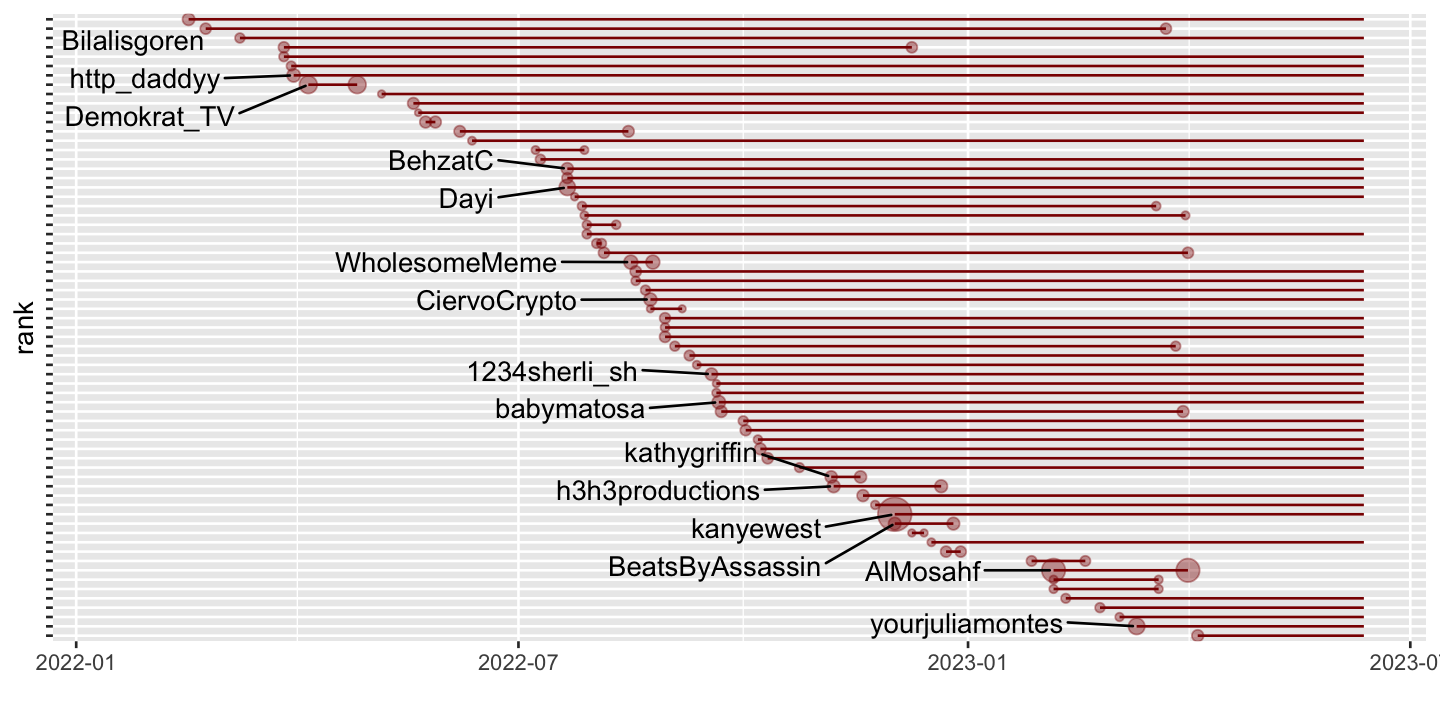 Bilalisgoren
http_daddyy
Demokrat_TV
BehzatC
Dayi
WholesomeMeme
CiervoCrypto
1234sherli_sh
babymatosa
kathygriffin
h3h3productions
kanyewest
BeatsByAssassin
AlMosahf
yourjuliamontes
rank
2022-01
2022-07
2023-01
2023-0